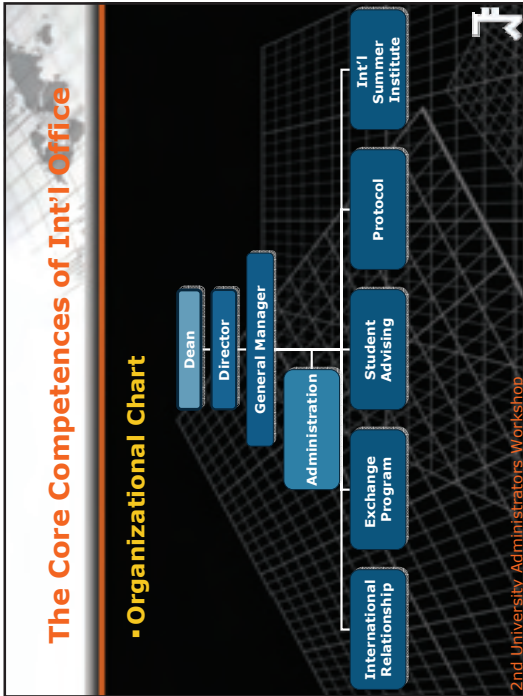 The Core Competences of Int'l Office
▪ Organizational Chart
Dean
Director
General Manager
Administration
International
Relationship
Exchange
Program
Student
Advising
Protocol
Int'l
Summer
Institute
2nd University Administrators Workshop